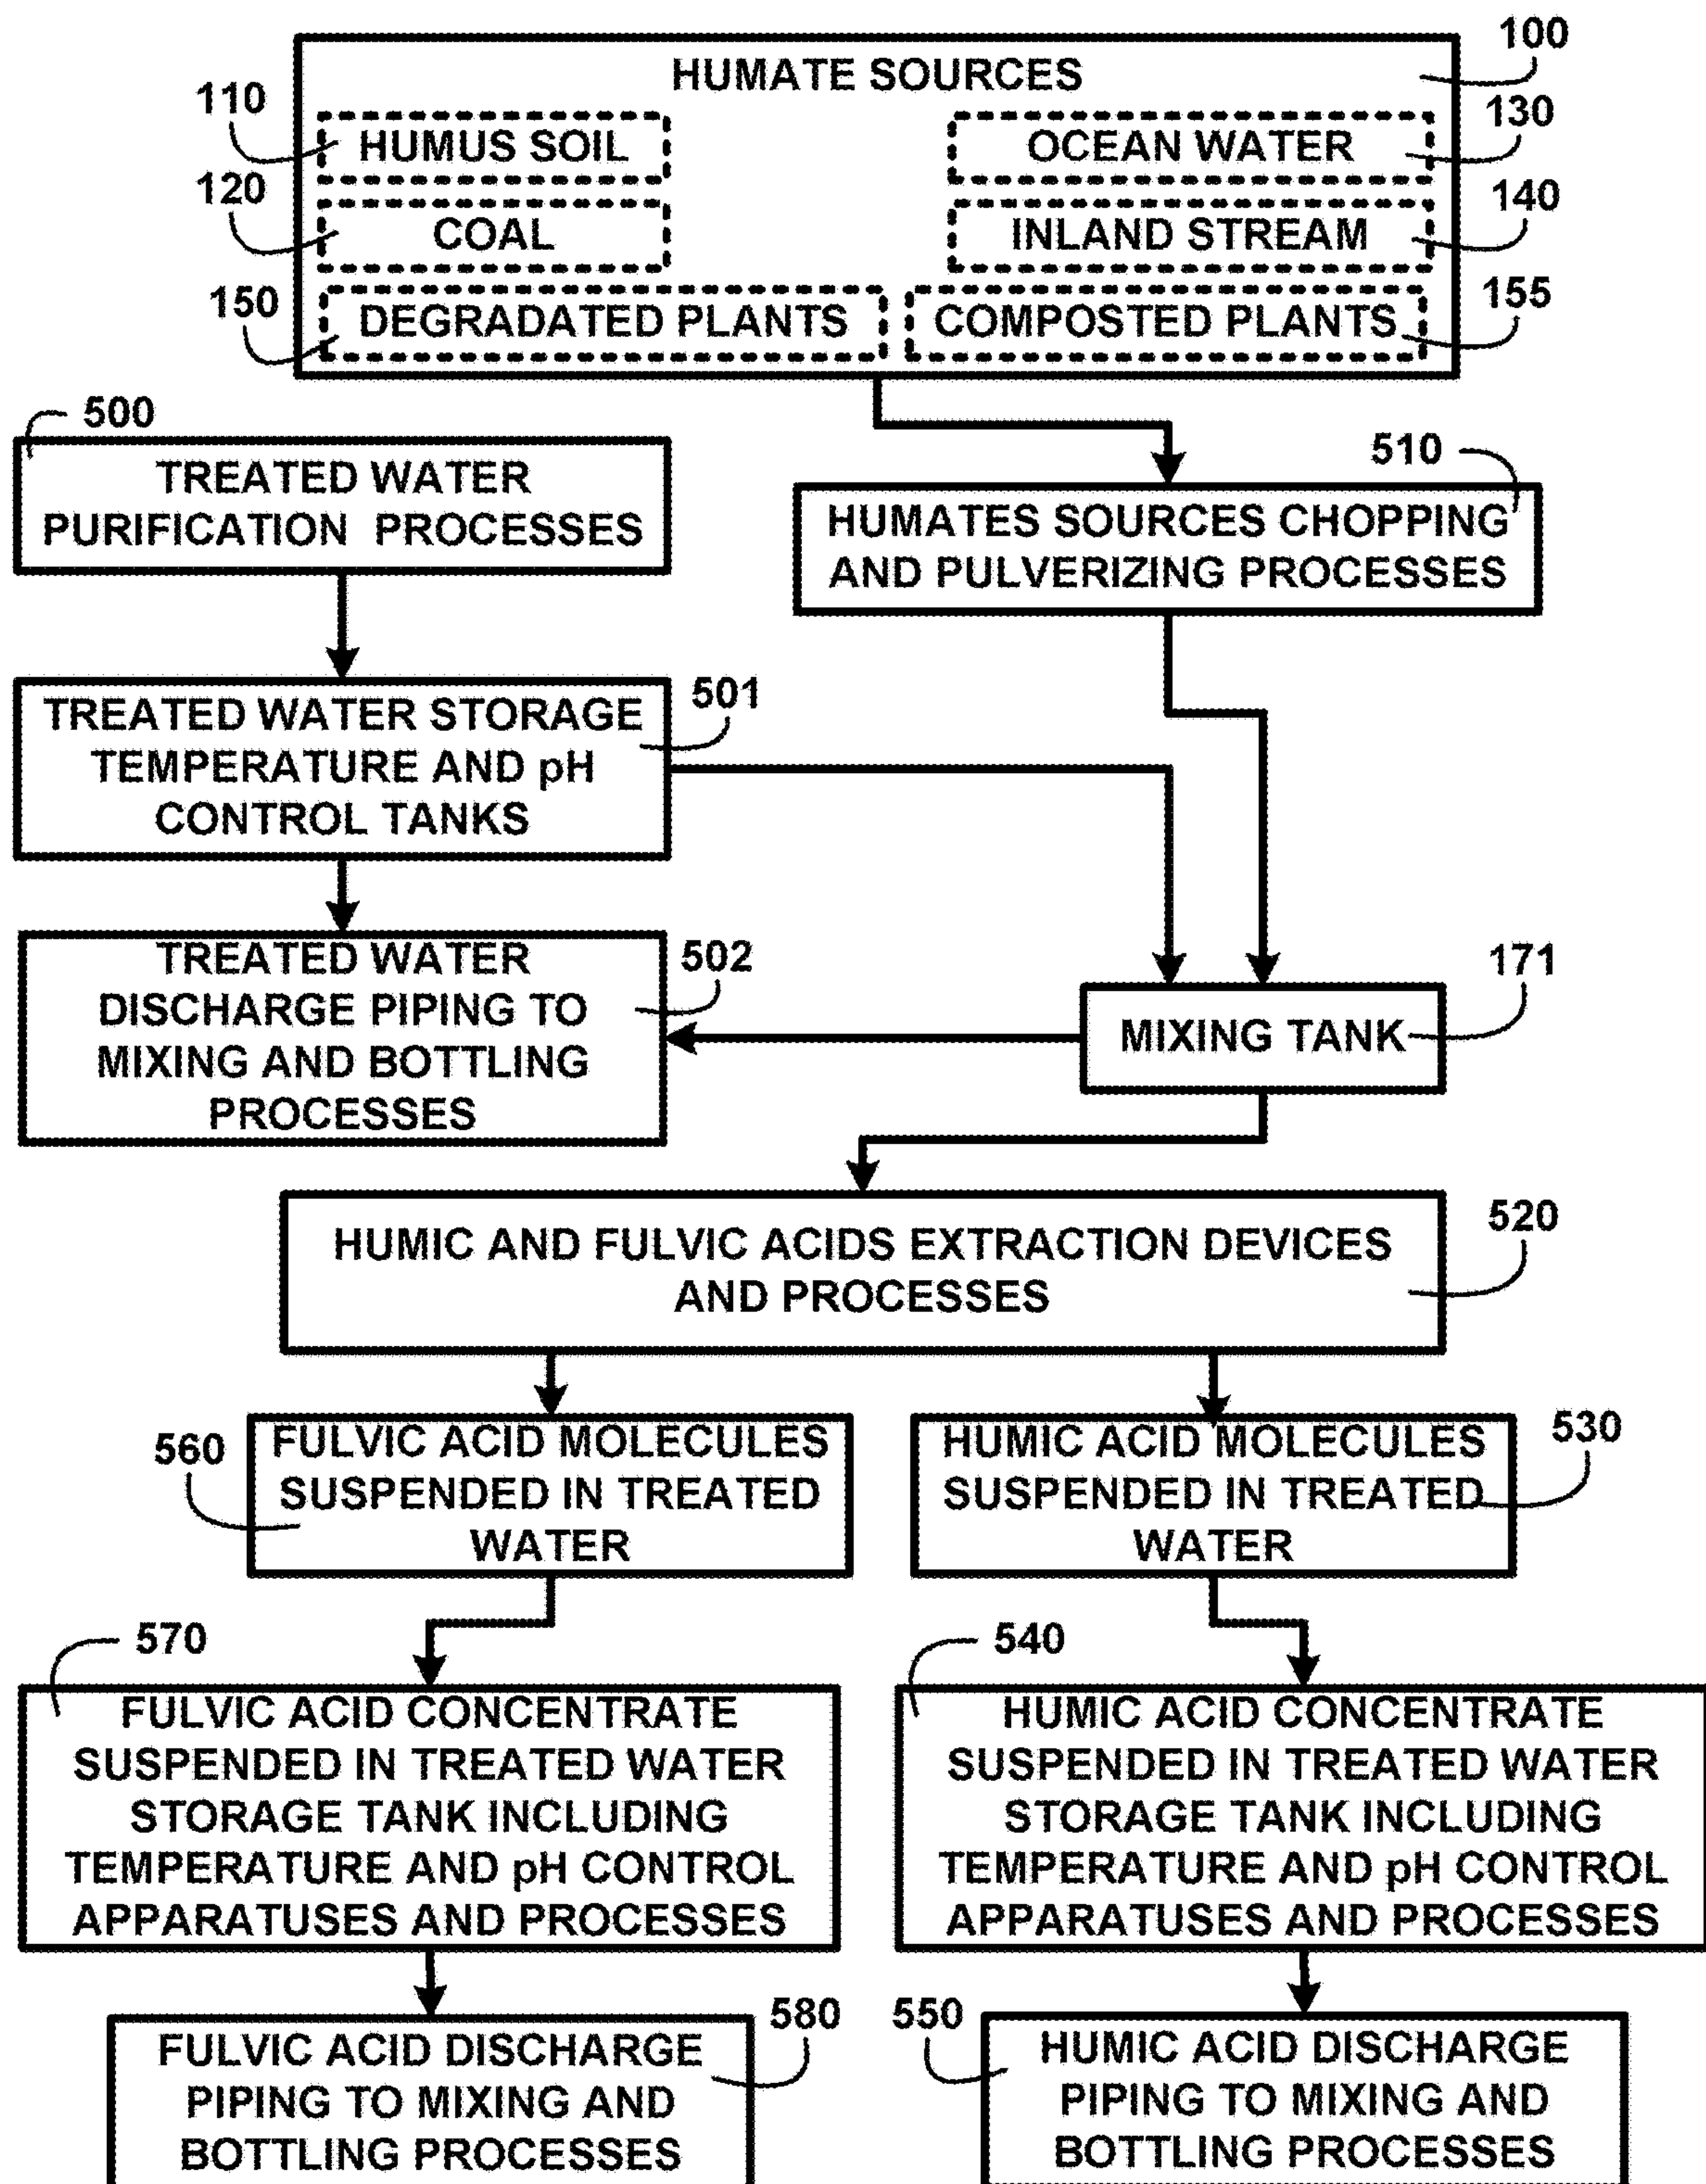 100
HUMATE SOURCES
110
HUMUS SOIL
130
OCEAN WATER
120
COAL
140
INLAND STREAM
150
DEGRADATED PLANTS
155
COMPOSTED PLANTS
500
TREATED WATER
PURIFICATION PROCESSES
510
HUMATES SOURCES CHOPPING
AND PULVERIZING PROCESSES
501
TREATED WATER STORAGE
TEMPERATURE AND pH
CONTROL TANKS
502
TREATED WATER
DISCHARGE PIPING TO
MIXING AND BOTTLING
PROCESSES
171
MIXING TANK
520
HUMIC AND FULVIC ACIDS EXTRACTION DEVICES
AND PROCESSES
560
FULVIC ACID MOLECULES
SUSPENDED IN TREATED
WATER
530
HUMIC ACID MOLECULES
SUSPENDED IN TREATED
WATER
570
FULVIC ACID CONCENTRATE
SUSPENDED IN TREATED WATER
STORAGE TANK INCLUDING
TEMPERATURE AND pH CONTROL
APPARATUSES AND PROCESSES
540
HUMIC ACID CONCENTRATE
SUSPENDED IN TREATED WATER
STORAGE TANK INCLUDING
TEMPERATURE AND pH CONTROL
APPARATUSES AND PROCESSES
580
FULVIC ACID DISCHARGE
PIPING TO MIXING AND
BOTTLING PROCESSES
550
HUMIC ACID DISCHARGE
PIPING TO MIXING AND
BOTTLING PROCESSES